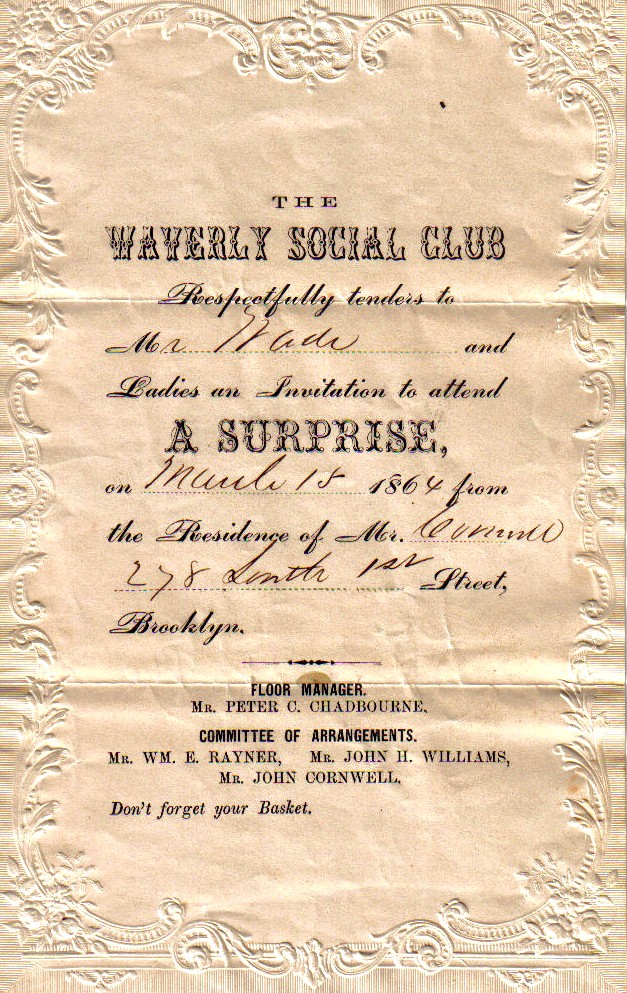 THE
WAVERLY SOCIAL CLUB
Respectfully tenders to
Mr Wade and
Ladies an Invitation to attend
A SURPRISE,
on March 18 1864 from
the Residence of Mr. Cornwell
278 South 1st Street,
Brooklyn.
FLOOR MANAGER.
MR. PETER C. CHADBOURNE,
COMMITTEE OF ARRANGEMENTS.
MR. WM. E. RAYNER, MR. JOHN H. WILLIAMS,
MR. JOHN CORNWELL.
Don't forget your Basket.